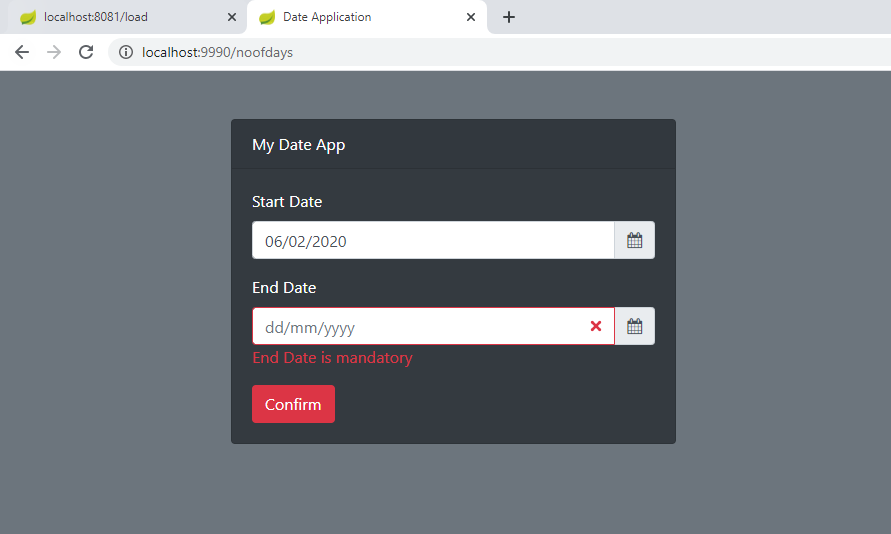 localhost:8081/load
Date Application
localhost:9990/noofdays
My Date App
Start Date
06/02/2020
End Date
dd/mm/yyyy
End Date is mandatory
Confirm